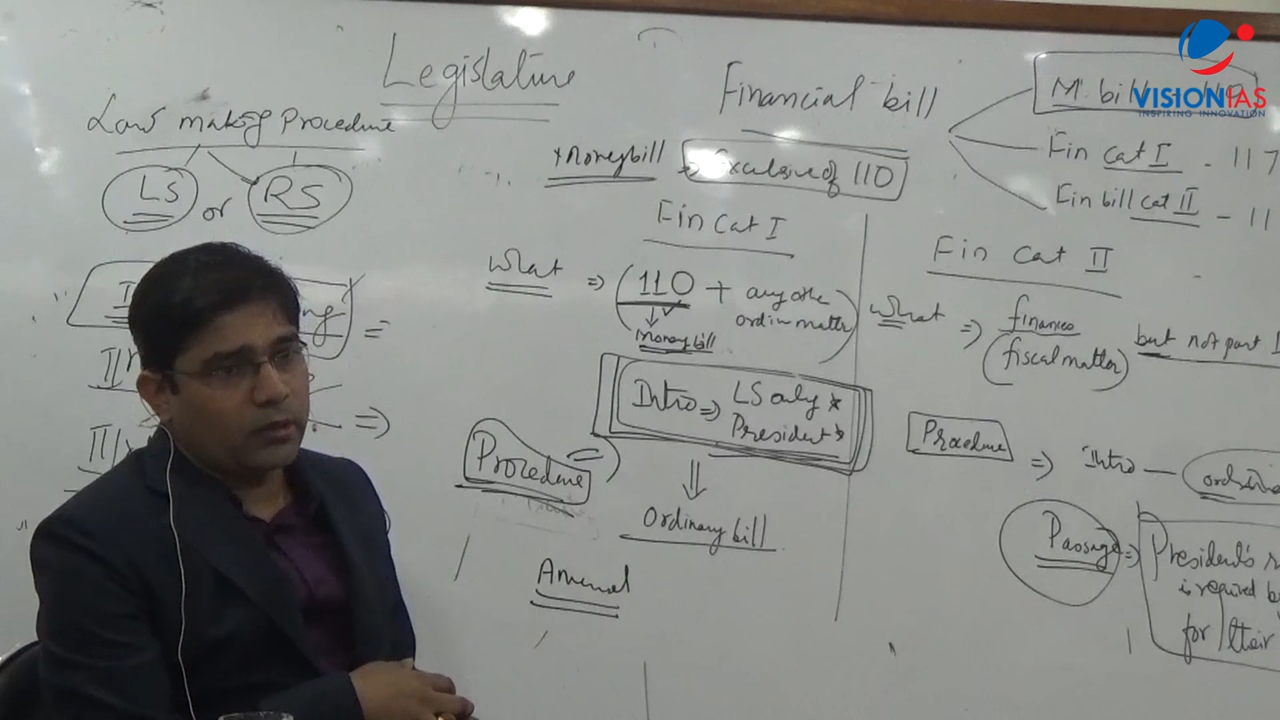 Legislature
Law making Procedure
LS or RS
Financial bill
M. bill
Fin cat I - 117
Fin bill cat II - 11
VISIONIAS
INSPIRING INNOVATION
Money bill
Exclusive of 110
Fin Cat I
What ⇒ (110 + any othe
ordin matter)
Money bill
Intro ⇒ LS only
President
Procedure
Ordinary bill
Fin Cat II
What ⇒ finances
(fiscal matter)
but not part
Procedure ⇒ Intro —
Passage ⇒ President's
is required
for their